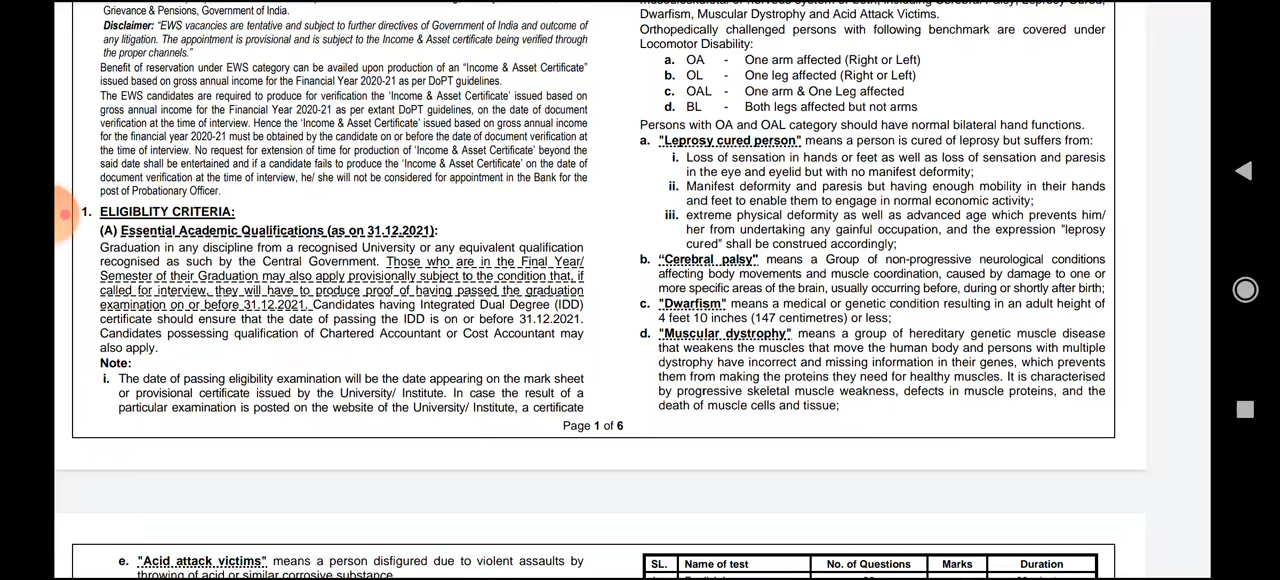 Grievance & Pensions, Government of India.
Disclaimer: “EWS vacancies are tentative and subject to further directives of Government of India and outcome of
any litigation. The appointment is provisional and is subject to the Income & Asset certificate being verified through
the proper channels.”
Benefit of reservation under EWS category can be availed upon production of an “Income & Asset Certificate”
issued based on gross annual income for the Financial Year 2020-21 as per DoPT guidelines.
The EWS candidates are required to produce for verification the ‘Income & Asset Certificate’ issued based on
gross annual income for the Financial Year 2020-21 as per extant DoPT guidelines, on the date of document
verification at the time of interview. Hence the ‘Income & Asset Certificate’ issued based on gross annual income
for the financial year 2020-21 must be obtained by the candidate on or before the date of document verification at
the time of interview. No request for extension of time for production of ‘Income & Asset Certificate’ beyond the
said date shall be entertained and if a candidate fails to produce the ‘Income & Asset Certificate’ on the date of
document verification at the time of interview, he/ she will not be considered for appointment in the Bank for the
post of Probationary Officer.
1. ELIGIBLITY CRITERIA:
(A) Essential Academic Qualifications (as on 31.12.2021):
Graduation in any discipline from a recognised University or any equivalent qualification
recognised as such by the Central Government. Those who are in the Final Year/
Semester of their Graduation may also apply provisionally subject to the condition that, if
called for interview, they will have to produce proof of having passed the graduation
examination on or before 31.12.2021. Candidates having Integrated Dual Degree (IDD)
certificate should ensure that the date of passing the IDD is on or before 31.12.2021.
Candidates possessing qualification of Chartered Accountant or Cost Accountant may
also apply.
Note:
i. The date of passing eligibility examination will be the date appearing on the mark sheet
or provisional certificate issued by the University/ Institute. In case the result of a
particular examination is posted on the website of the University/ Institute, a certificate
Musculoskeletal or nervous system or both, including Cerebral Palsy, Leprosy Cured,
Dwarfism, Muscular Dystrophy and Acid Attack Victims.
Orthopedically challenged persons with following benchmark are covered under
Locomotor Disability:
a. OA - One arm affected (Right or Left)
b. OL - One leg affected (Right or Left)
c. OAL - One arm & One Leg affected
d. BL - Both legs affected but not arms
Persons with OA and OAL category should have normal bilateral hand functions.
a. "Leprosy cured person" means a person is cured of leprosy but suffers from:
i. Loss of sensation in hands or feet as well as loss of sensation and paresis
in the eye and eyelid but with no manifest deformity;
ii. Manifest deformity and paresis but having enough mobility in their hands
and feet to enable them to engage in normal economic activity;
iii. extreme physical deformity as well as advanced age which prevents him/
her from undertaking any gainful occupation, and the expression "leprosy
cured" shall be construed accordingly;
b. “Cerebral palsy" means a Group of non-progressive neurological conditions
affecting body movements and muscle coordination, caused by damage to one or
more specific areas of the brain, usually occurring before, during or shortly after birth;
c. "Dwarfism" means a medical or genetic condition resulting in an adult height of
4 feet 10 inches (147 centimetres) or less;
d. "Muscular dystrophy" means a group of hereditary genetic muscle disease
that weakens the muscles that move the human body and persons with multiple
dystrophy have incorrect and missing information in their genes, which prevents
them from making the proteins they need for healthy muscles. It is characterised
by progressive skeletal muscle weakness, defects in muscle proteins, and the
death of muscle cells and tissue;
Page 1 of 6
e. "Acid attack victims" means a person disfigured due to violent assaults by
throwing of acid or similar corrosive substance.
SL. Name of test No. of Questions Marks Duration